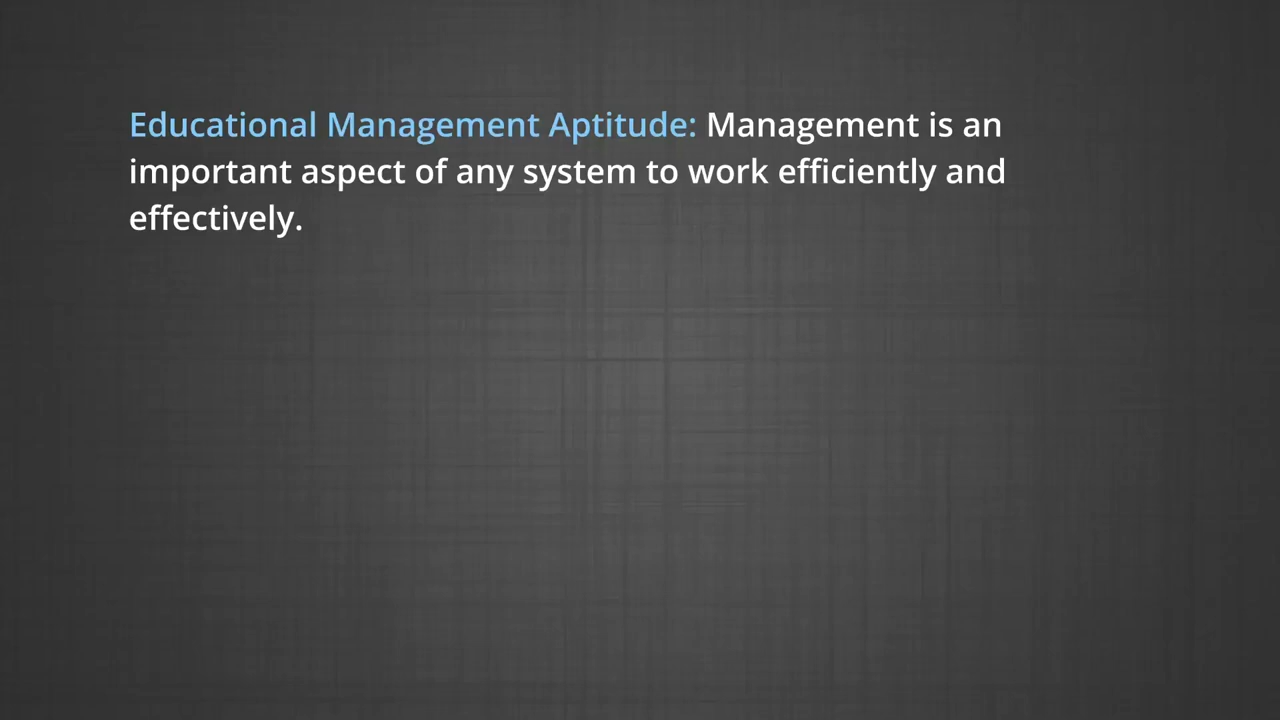 Educational Management Aptitude: Management is an
important aspect of any system to work efficiently and
effectively.